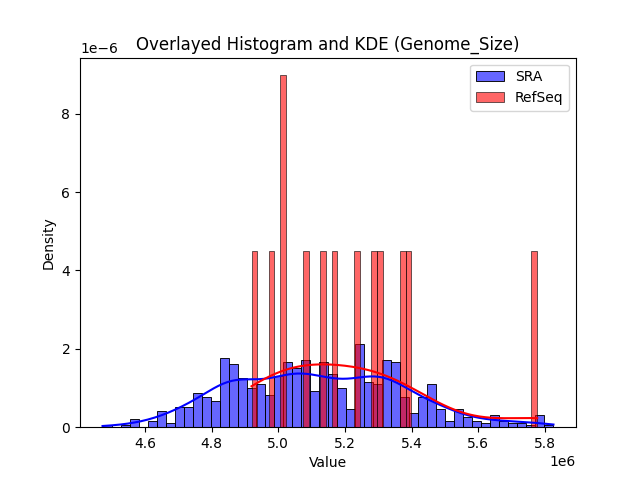 Overlayed Histogram and KDE (Genome_Size)
1e−6
SRA
RefSeq
8
6
4
2
0
Density
4.6 4.8 5.0 5.2 5.4 5.6 5.8
Value
1e6